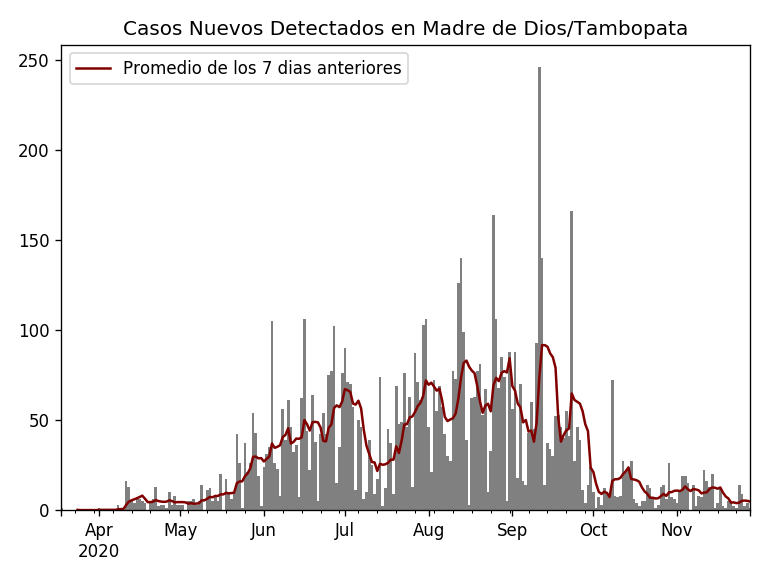 Casos Nuevos Detectados en Madre de Dios/Tambopata
Promedio de los 7 dias anteriores
250
200
150
100
50
0
Apr May Jun Jul Aug Sep Oct Nov
2020